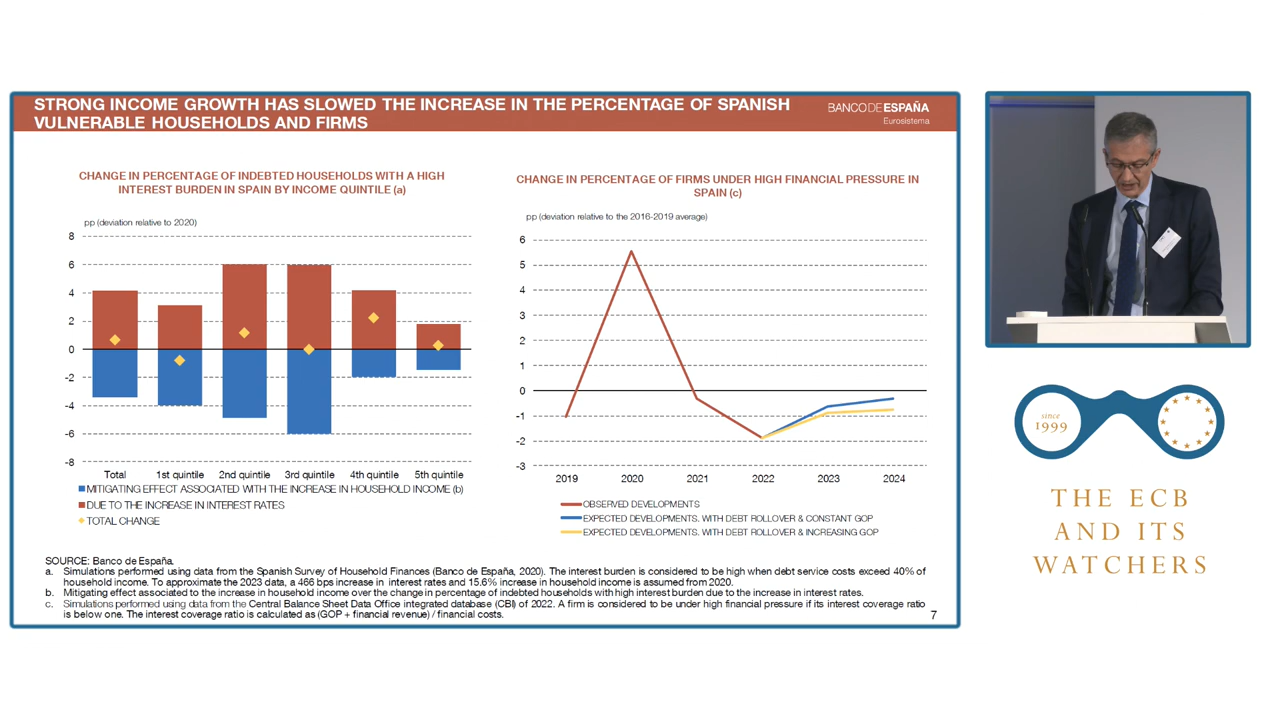 STRONG INCOME GROWTH HAS SLOWED THE INCREASE IN THE PERCENTAGE OF SPANISH
VULNERABLE HOUSEHOLDS AND FIRMS
BANCO DE ESPAÑA
Eurosistema
CHANGE IN PERCENTAGE OF INDEBTED HOUSEHOLDS WITH A HIGH
INTEREST BURDEN IN SPAIN BY INCOME QUINTILE (a)
pp (deviation relative to 2020)
8
6
4
2
0
-2
-4
-6
-8
Total 1st quintile 2nd quintile 3rd quintile 4th quintile 5th quintile
MITIGATING EFFECT ASSOCIATED WITH THE INCREASE IN HOUSEHOLD INCOME (b)
DUE TO THE INCREASE IN INTEREST RATES
TOTAL CHANGE
CHANGE IN PERCENTAGE OF FIRMS UNDER HIGH FINANCIAL PRESSURE IN
SPAIN (c)
pp (deviation relative to the 2016-2019 average)
6
5
4
3
2
1
0
-1
-2
-3
2019 2020 2021 2022 2023 2024
OBSERVED DEVELOPMENTS
EXPECTED DEVELOPMENTS. WITH DEBT ROLLOVER & CONSTANT GOP
EXPECTED DEVELOPMENTS. WITH DEBT ROLLOVER & INCREASING GOP
SOURCE: Banco de España.
a. Simulations performed using data from the Spanish Survey of Household Finances (Banco de España, 2020). The interest burden is considered to be high when debt service costs exceed 40% of
household income. To approximate the 2023 data, a 466 bps increase in interest rates and 15.6% increase in household income is assumed from 2020.
b. Mitigating effect associated to the increase in household income over the change in percentage of indebted households with high interest burden due to the increase in interest rates.
c. Simulations performed using data from the Central Balance Sheet Data Office integrated database (CBI) of 2022. A firm is considered to be under high financial pressure if its interest coverage ratio
is below one. The interest coverage ratio is calculated as (GOP + financial revenue) / financial costs.
7
since
1999
THE ECB
AND ITS
WATCHERS